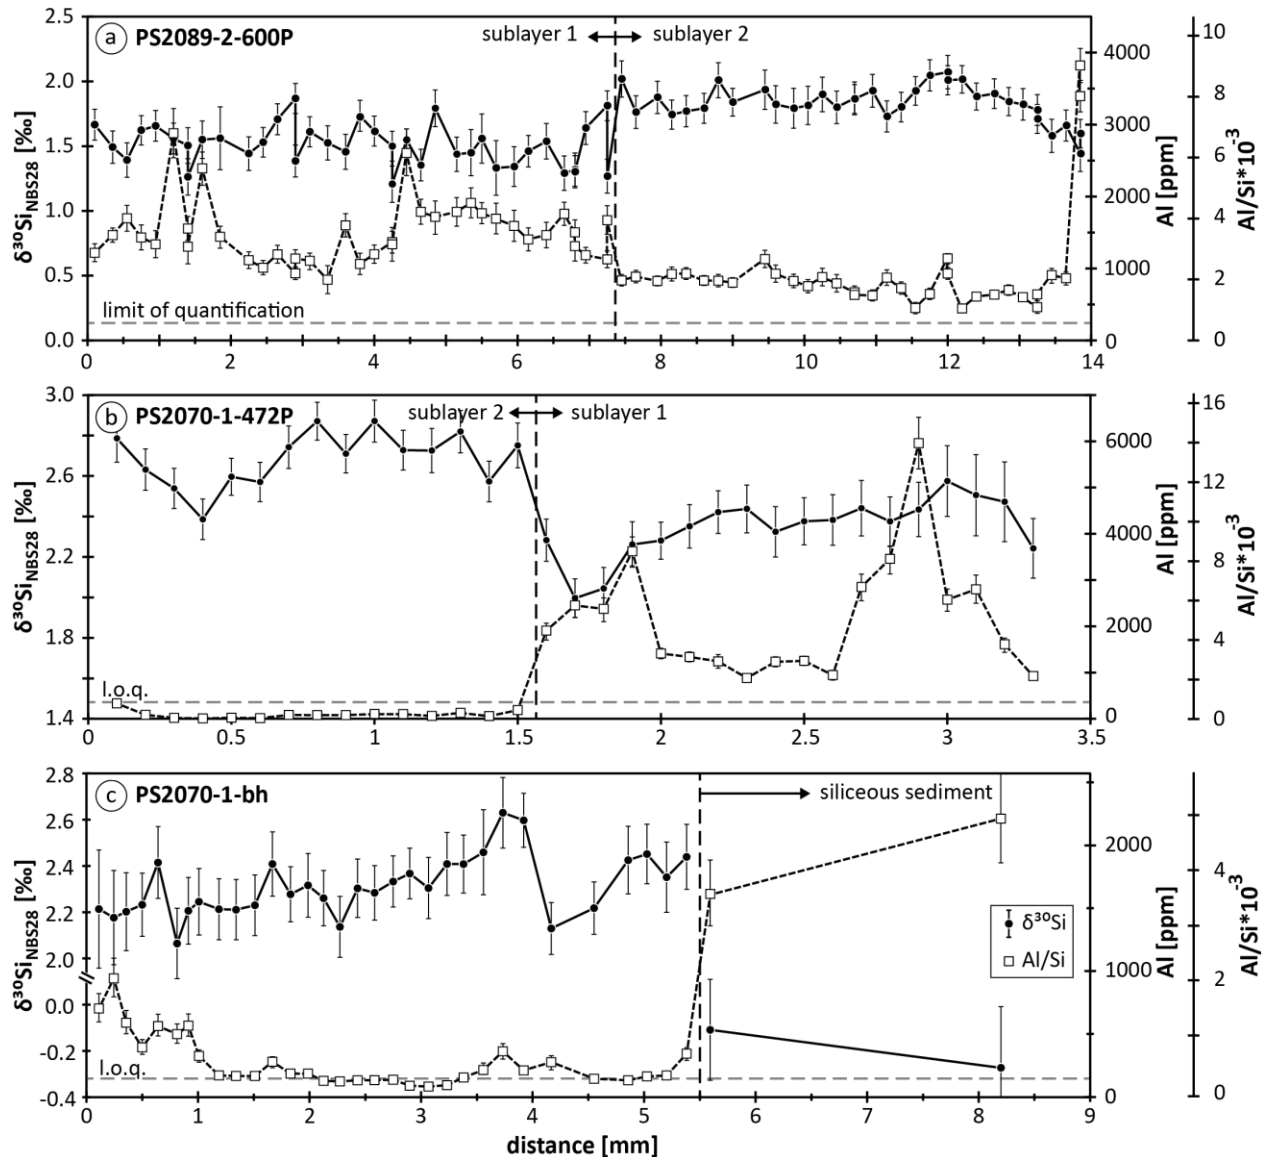 a PS2089-2-600P
sublayer 1 sublayer 2
limit of quantification
δ³⁰Si_NBS28 [‰]
2.5
2.0
1.5
1.0
0.5
0.0
0 2 4 6 8 10 12 14
Al [ppm]
4000
3000
2000
1000
0
Al/Si*10⁻³
10
8
6
4
2
0
b PS2070-1-472P
sublayer 2 sublayer 1
l.o.q.
δ³⁰Si_NBS28 [‰]
3.0
2.6
2.2
1.8
1.4
0 0.5 1 1.5 2 2.5 3 3.5
Al [ppm]
6000
4000
2000
0
Al/Si*10⁻³
16
12
8
4
0
c PS2070-1-bh
siliceous sediment
l.o.q.
δ³⁰Si_NBS28 [‰]
2.8
2.6
2.4
2.2
2.0
0.0
-0.2
-0.4
0 1 2 3 4 5 6 7 8 9
distance [mm]
Al [ppm]
2000
1000
0
Al/Si*10⁻³
4
2
0
δ³⁰Si
Al/Si